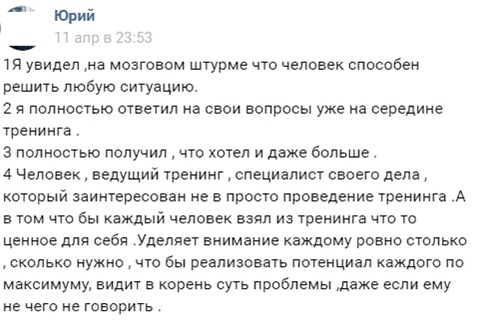 Юрий
11 апр в 23:53
1Я увидел ,на мозговом штурме что человек способен
решить любую ситуацию.
2 я полностью ответил на свои вопросы уже на середине
тренинга .
3 полностью получил , что хотел и даже больше .
4 Человек , ведущий тренинг , специалист своего дела ,
который заинтересован не в просто проведение тренинга .А
в том что бы каждый человек взял из тренинга что то
ценное для себя .Уделяет внимание каждому ровно столько
, сколько нужно , что бы реализовать потенциал каждого по
максимуму, видит в корень суть проблемы ,даже если ему
не чего не говорить .